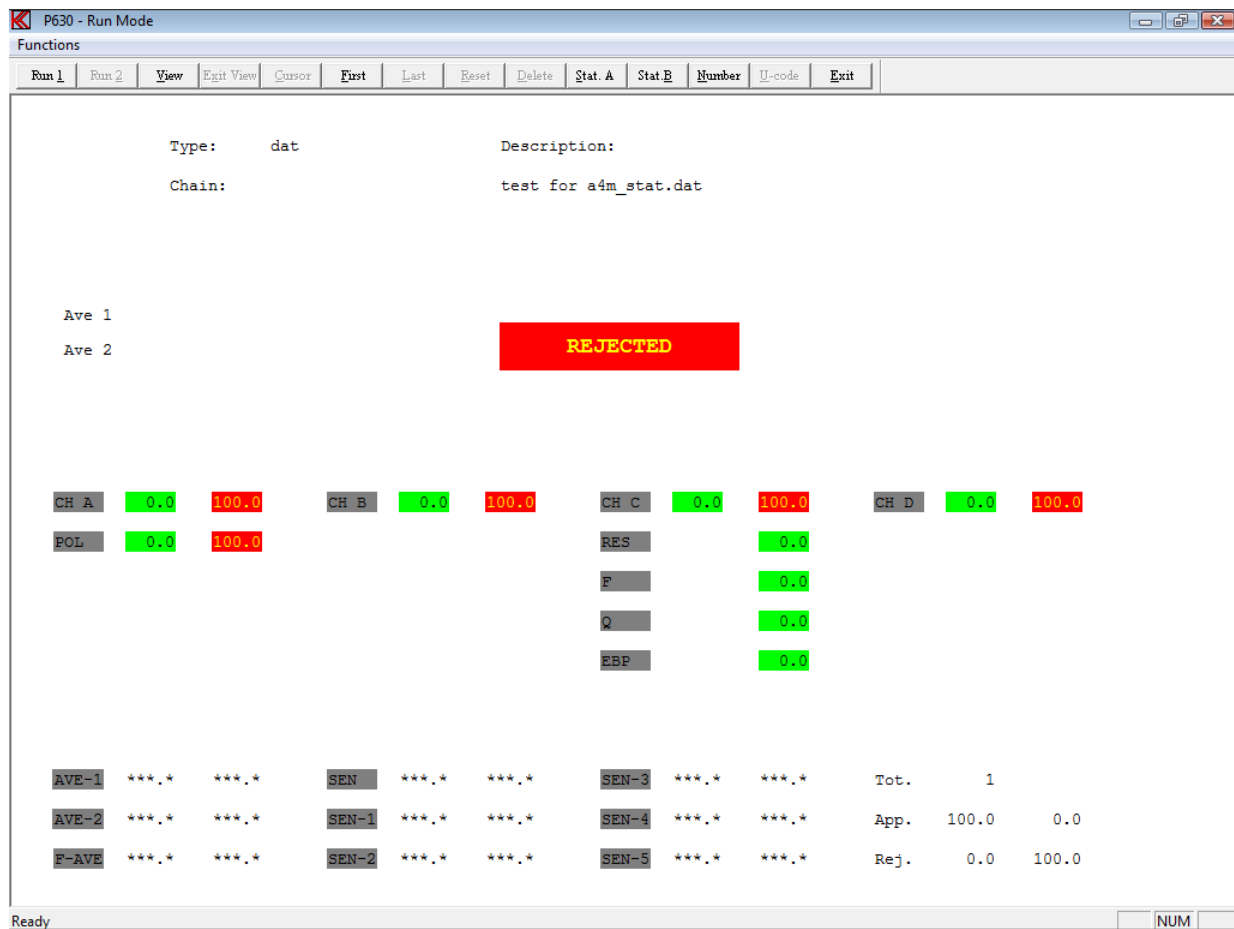 P630 - Run Mode
Functions
Run 1 Run 2 View Exit View Cursor First Last Reset Delete Stat. A Stat.B Number U-code Exit
Type: dat Description:
Chain: test for a4m_stat.dat
Ave 1
REJECTED
Ave 2
CH A 0.0 100.0 CH B 0.0 100.0 CH C 0.0 100.0 CH D 0.0 100.0
POL 0.0 100.0 RES 0.0
F 0.0
Q 0.0
EBP 0.0
AVE-1 ***.* ***.* SEN ***.* ***.* SEN-3 ***.* ***.* Tot. 1
AVE-2 ***.* ***.* SEN-1 ***.* ***.* SEN-4 ***.* ***.* App. 100.0 0.0
F-AVE ***.* ***.* SEN-2 ***.* ***.* SEN-5 ***.* ***.* Rej. 0.0 100.0
Ready NUM